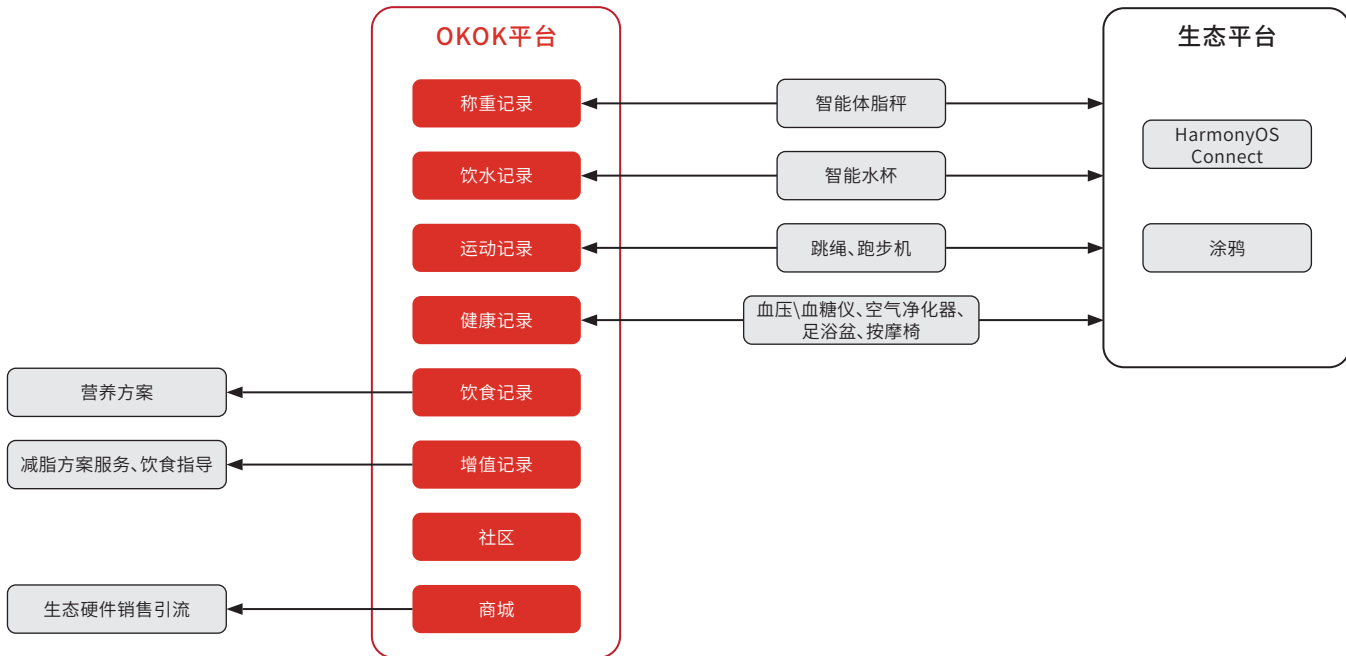 OKOK平台
生态平台
称重记录
智能体脂秤
HarmonyOS
Connect
饮水记录
智能水杯
运动记录
跳绳、跑步机
涂鸦
健康记录
血压\血糖仪、空气净化器、
足浴盆、按摩椅
营养方案
饮食记录
减脂方案服务、饮食指导
增值记录
社区
生态硬件销售引流
商城